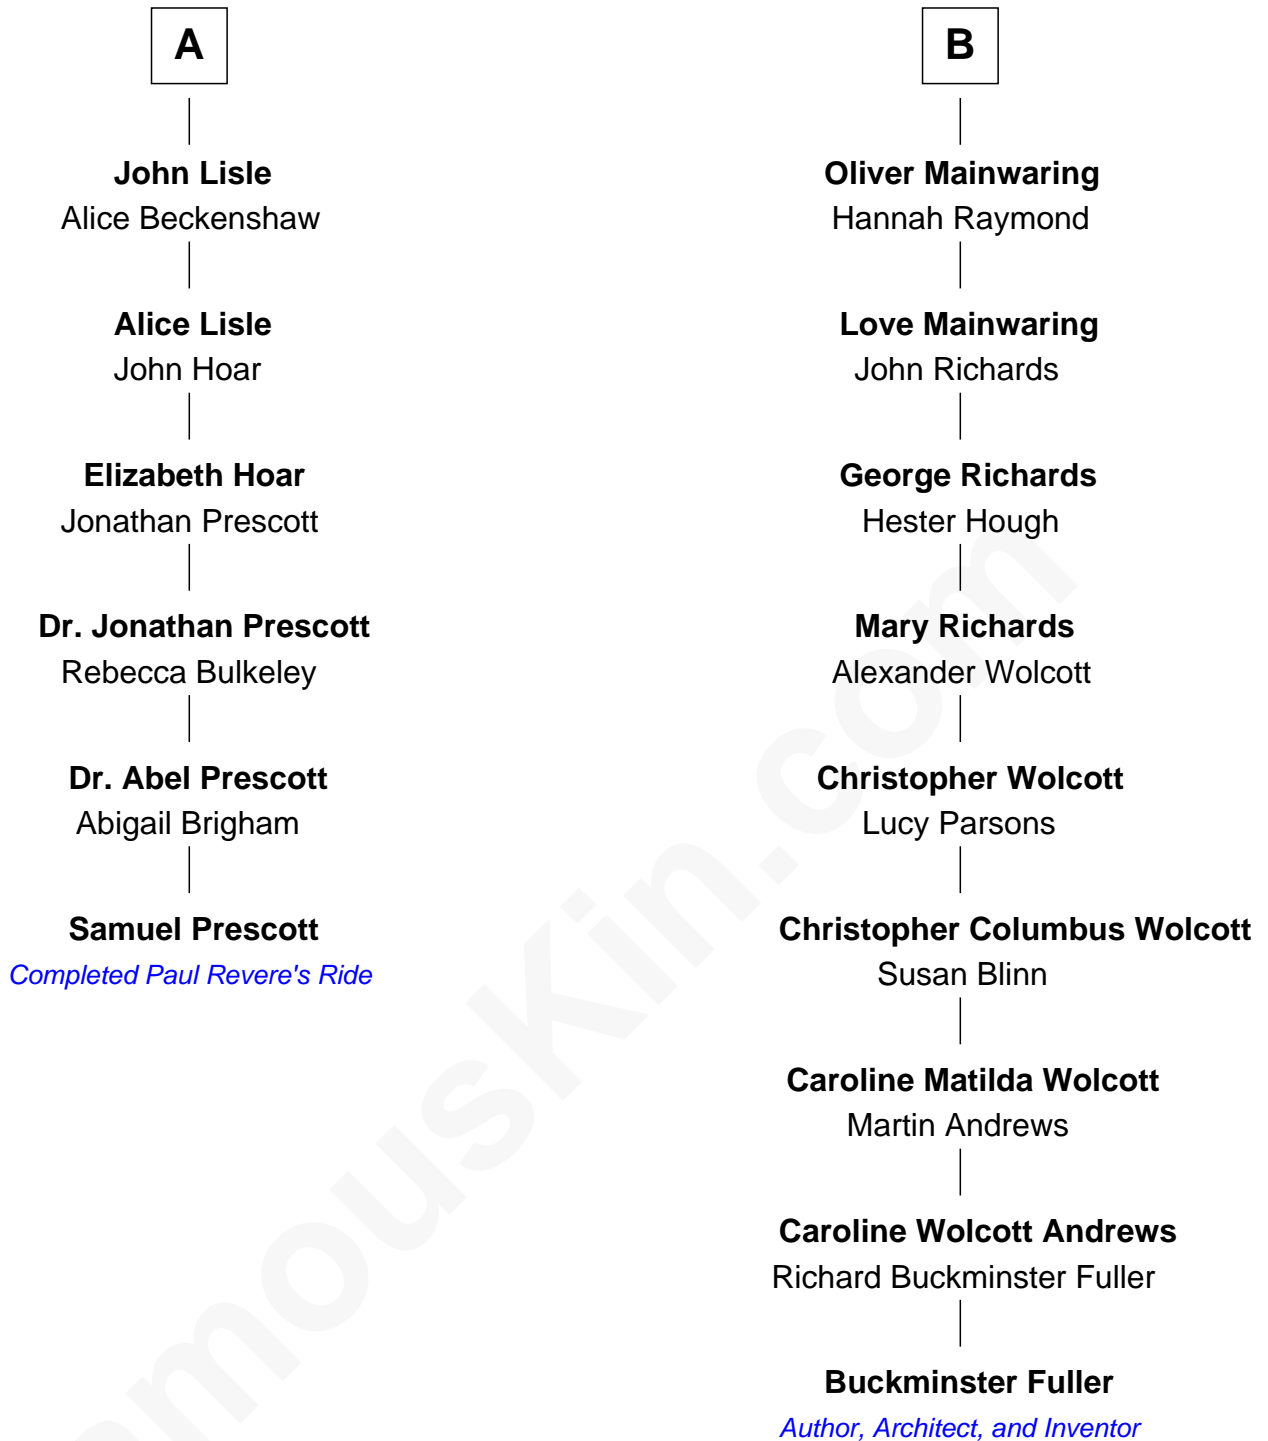 A
John Lisle
Alice Beckenshaw
Alice Lisle
John Hoar
Elizabeth Hoar
Jonathan Prescott
Dr. Jonathan Prescott
Rebecca Bulkeley
Dr. Abel Prescott
Abigail Brigham
Samuel Prescott
Completed Paul Revere's Ride
B
Oliver Mainwaring
Hannah Raymond
Love Mainwaring
John Richards
George Richards
Hester Hough
Mary Richards
Alexander Wolcott
Christopher Wolcott
Lucy Parsons
Christopher Columbus Wolcott
Susan Blinn
Caroline Matilda Wolcott
Martin Andrews
Caroline Wolcott Andrews
Richard Buckminster Fuller
Buckminster Fuller
Author, Architect, and Inventor
amouskin.com